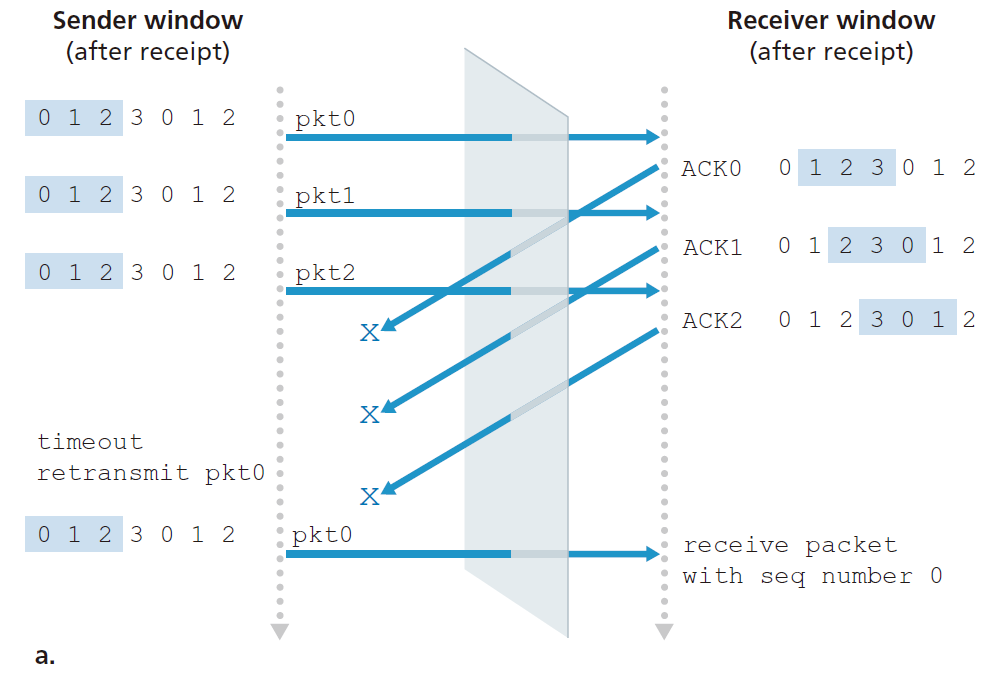 Sender window
(after receipt)
Receiver window
(after receipt)
0 1 2 3 0 1 2
pkt0
ACK0 0 1 2 3 0 1 2
0 1 2 3 0 1 2
pkt1
ACK1 0 1 2 3 0 1 2
0 1 2 3 0 1 2
pkt2
ACK2 0 1 2 3 0 1 2
X
X
timeout
retransmit pkt0
X
0 1 2 3 0 1 2
pkt0
receive packet
with seq number 0
a.